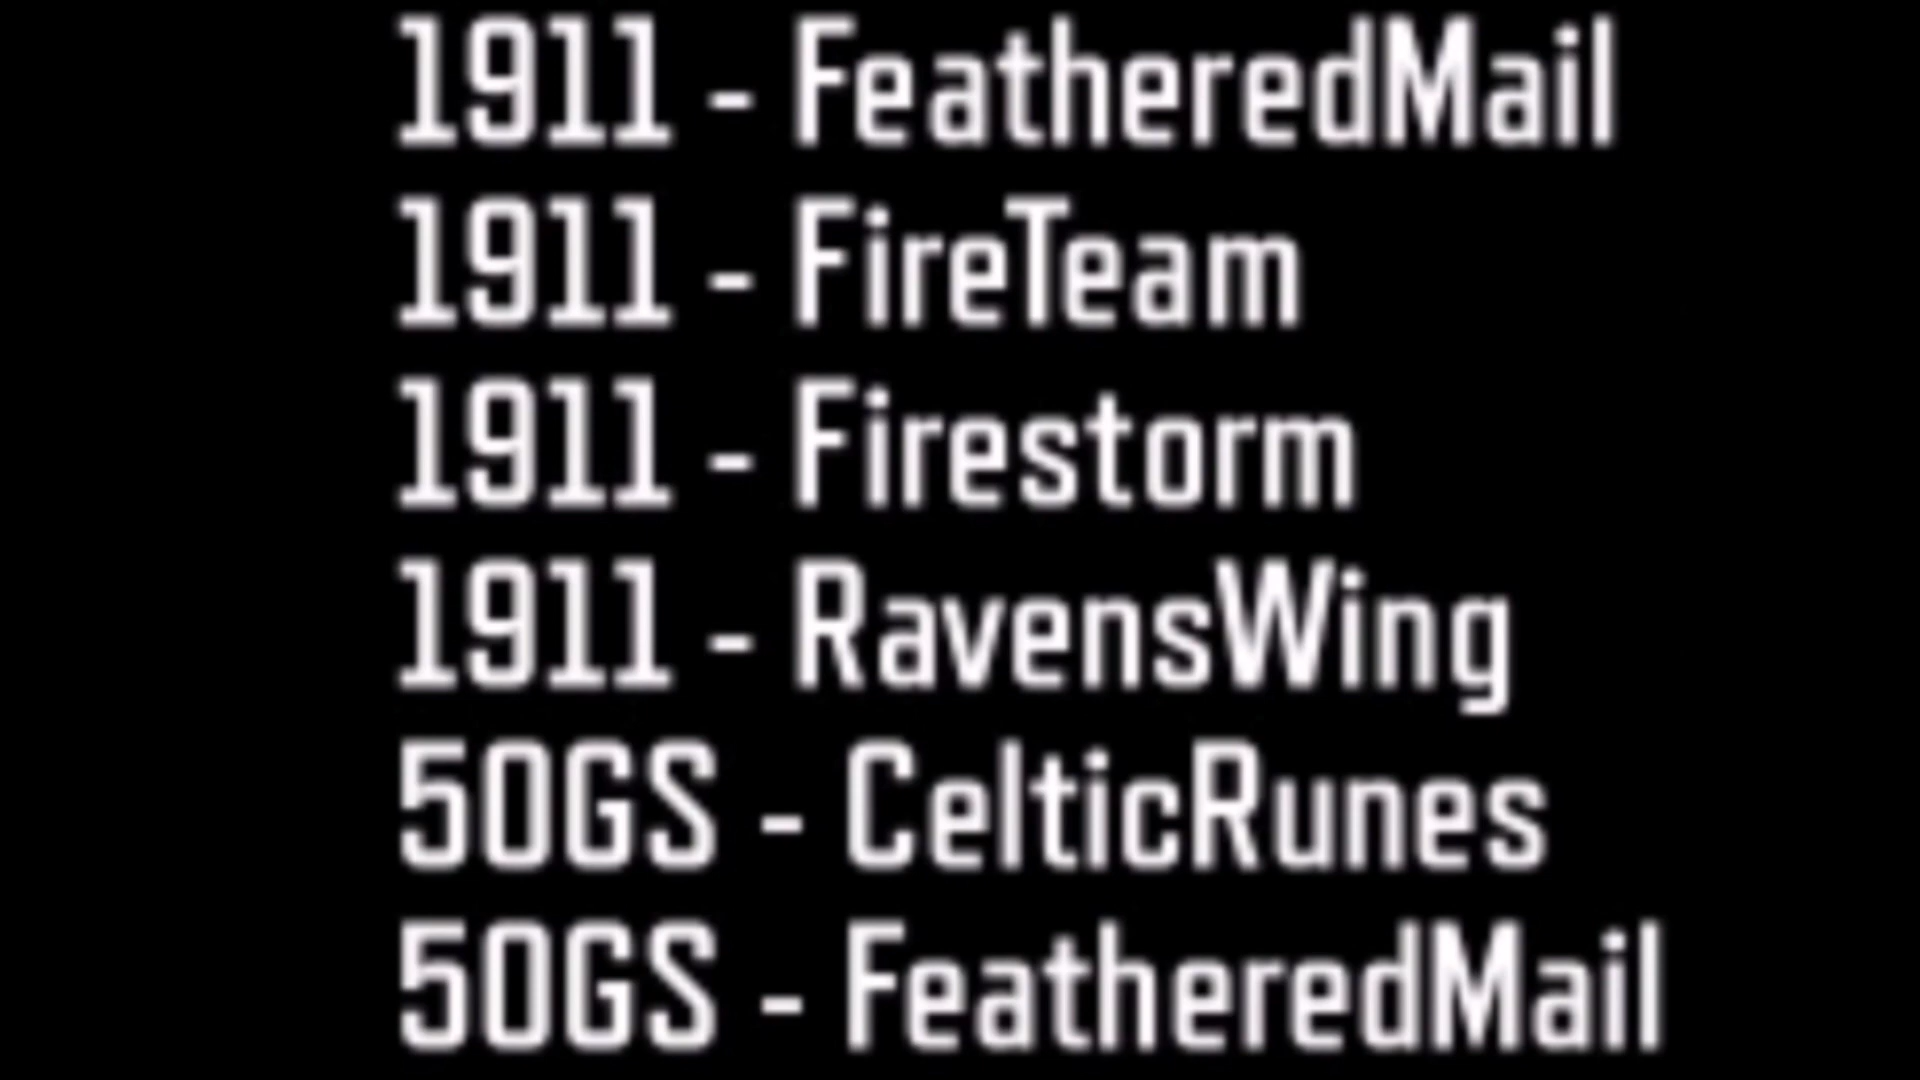 1911 - FeatheredMail
1911 - FireTeam
1911 - Firestorm
1911 - RavensWing
50GS - CelticRunes
50GS - FeatheredMail